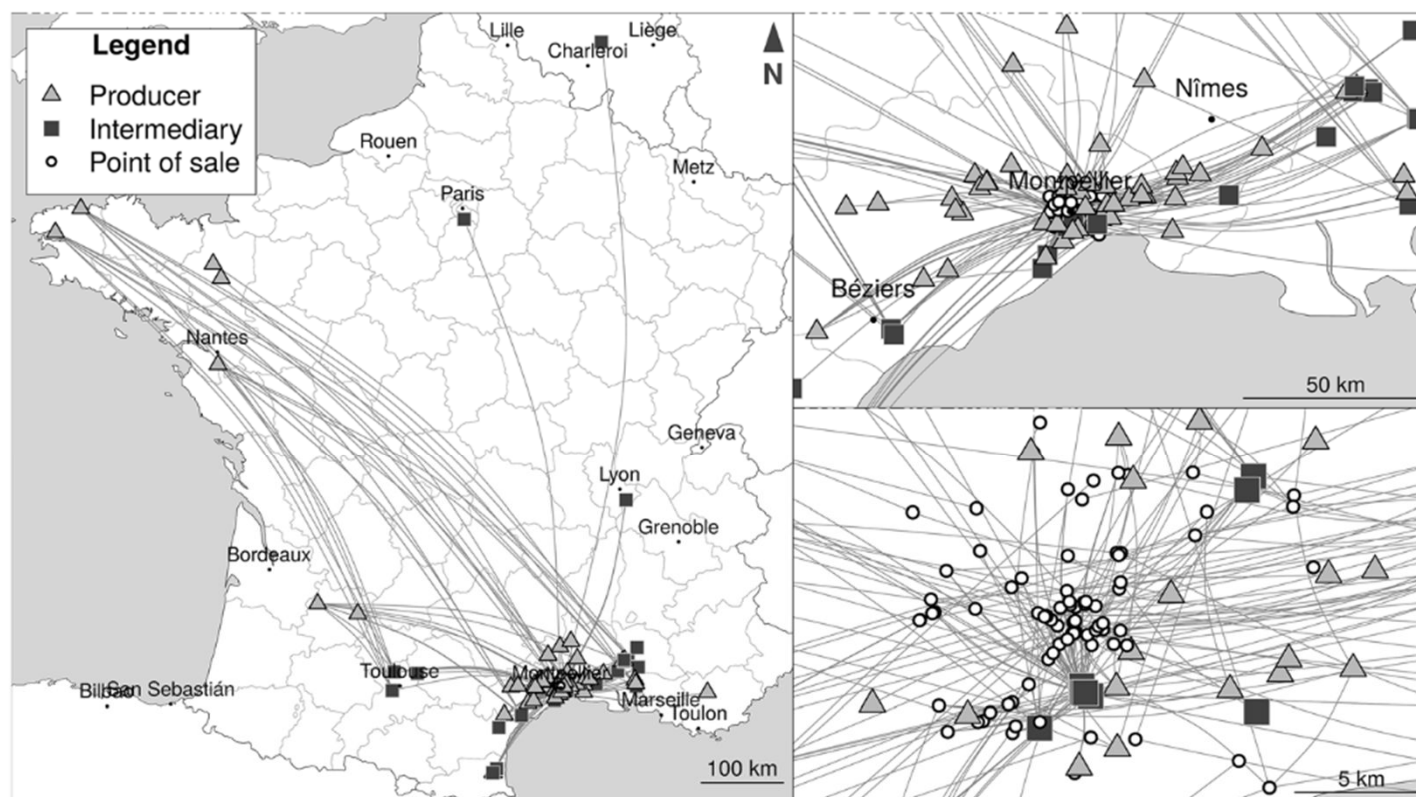 Legend
Producer
Intermediary
Point of sale
N
Lille
Liège
Charleroi
Rouen
Metz
Paris
Nantes
Geneva
Lyon
Grenoble
Bordeaux
Toulouse
Montpellier
Bilbao
San Sebastián
Marseille
Toulon
100 km
Nîmes
Montpellier
Béziers
50 km
5 km